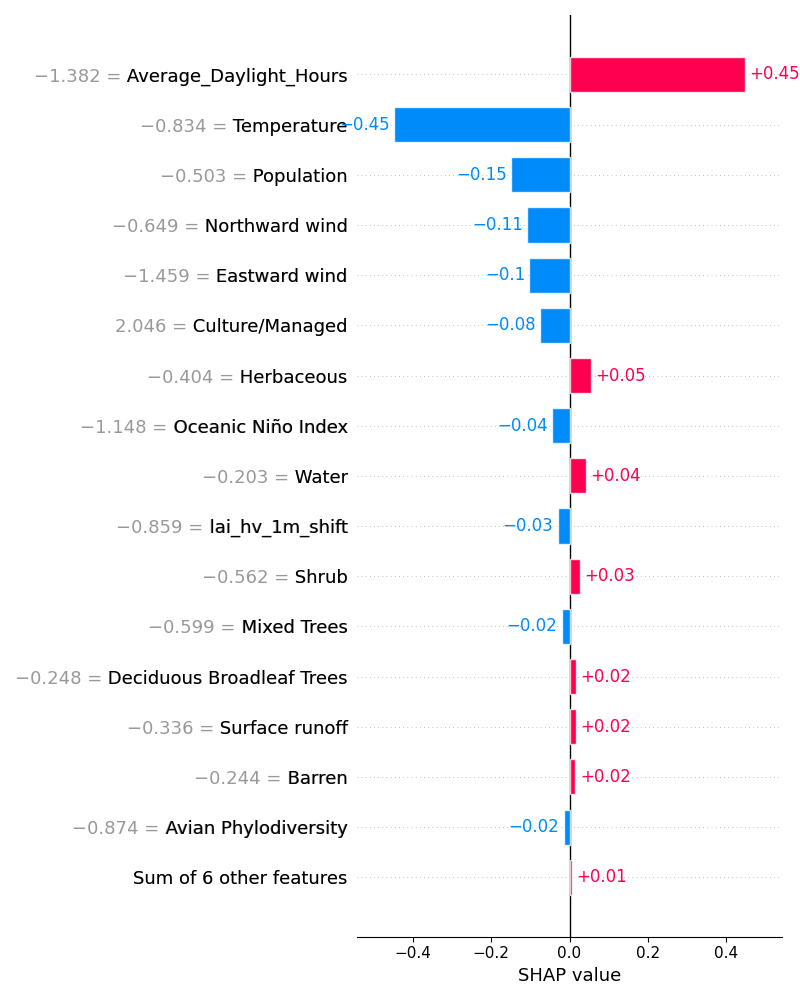 −1.382 = Average_Daylight_Hours +0.45
−0.834 = Temperature −0.45
−0.503 = Population −0.15
−0.649 = Northward wind −0.11
−1.459 = Eastward wind −0.1
2.046 = Culture/Managed −0.08
−0.404 = Herbaceous +0.05
−1.148 = Oceanic Niño Index −0.04
−0.203 = Water +0.04
−0.859 = lai_hv_1m_shift −0.03
−0.562 = Shrub +0.03
−0.599 = Mixed Trees −0.02
−0.248 = Deciduous Broadleaf Trees +0.02
−0.336 = Surface runoff +0.02
−0.244 = Barren +0.02
−0.874 = Avian Phylodiversity −0.02
Sum of 6 other features +0.01
−0.4 −0.2 0.0 0.2 0.4
SHAP value